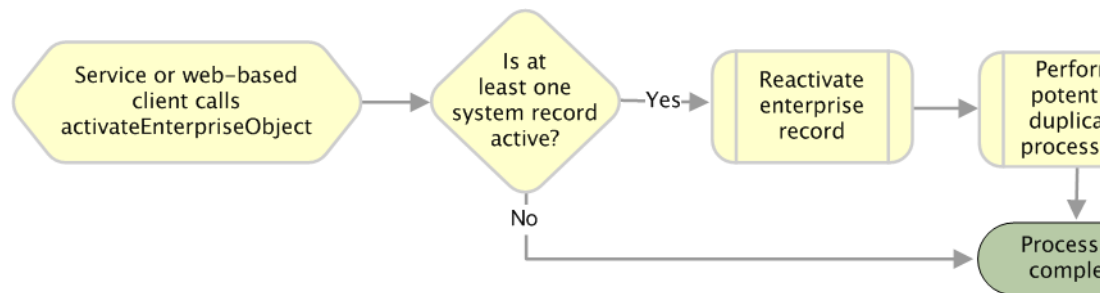 Service or web-based
client calls
activateEnterpriseObject
Is at
least one
system record
active?
Yes
Reactivate
enterprise
record
No